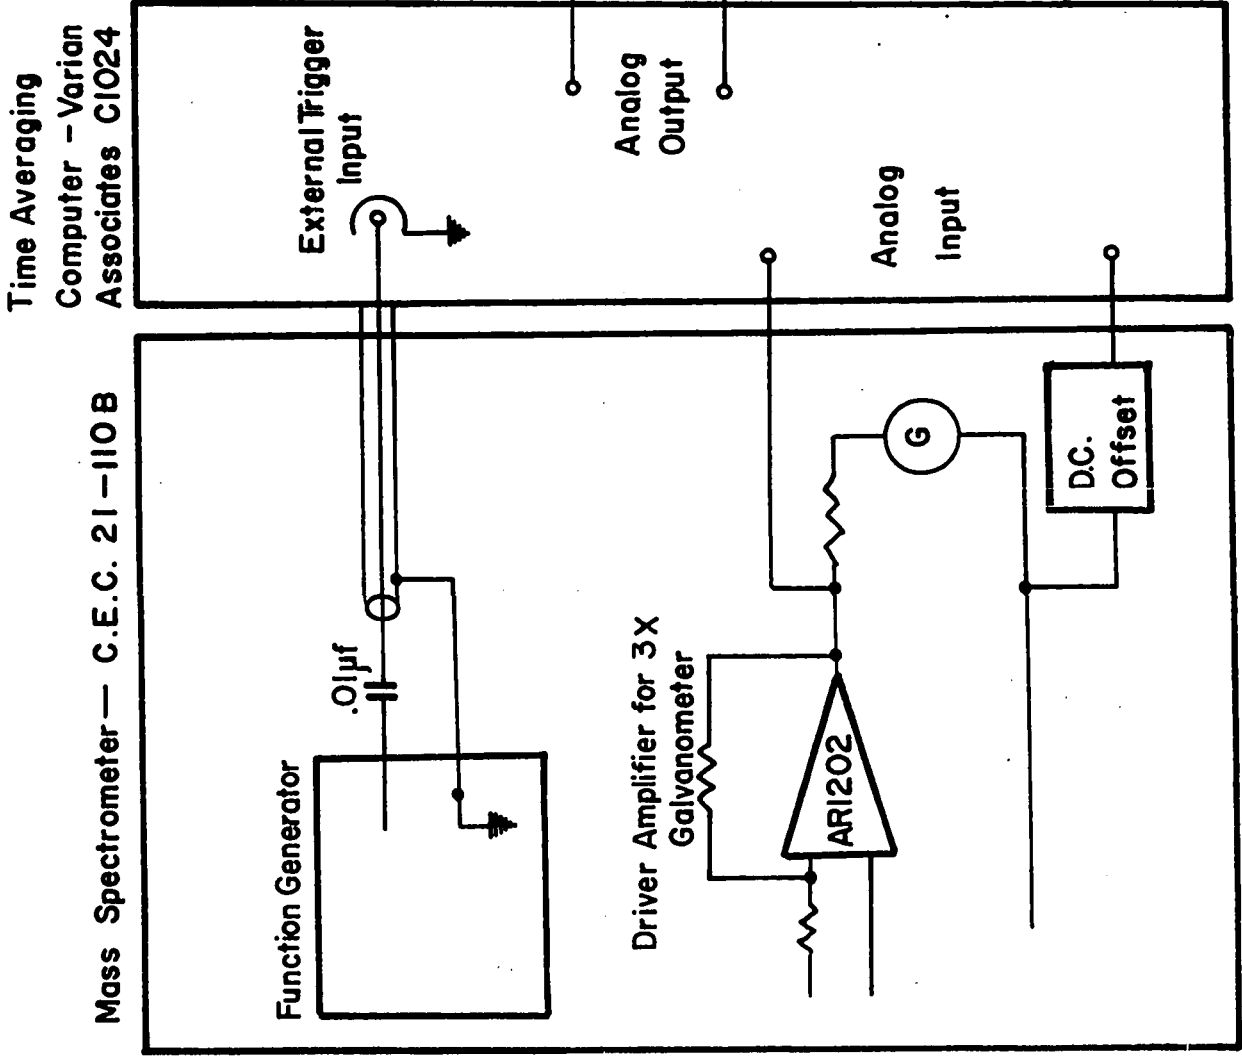 Time Averaging
Computer - Varian
Associates C1024
External Trigger
Input
Analog
Output
Analog
Input
Mass Spectrometer— C.E.C. 21-110B
.01µf
Function Generator
Driver Amplifier for 3X
Galvanometer
AR1202
G
D.C.
Offset